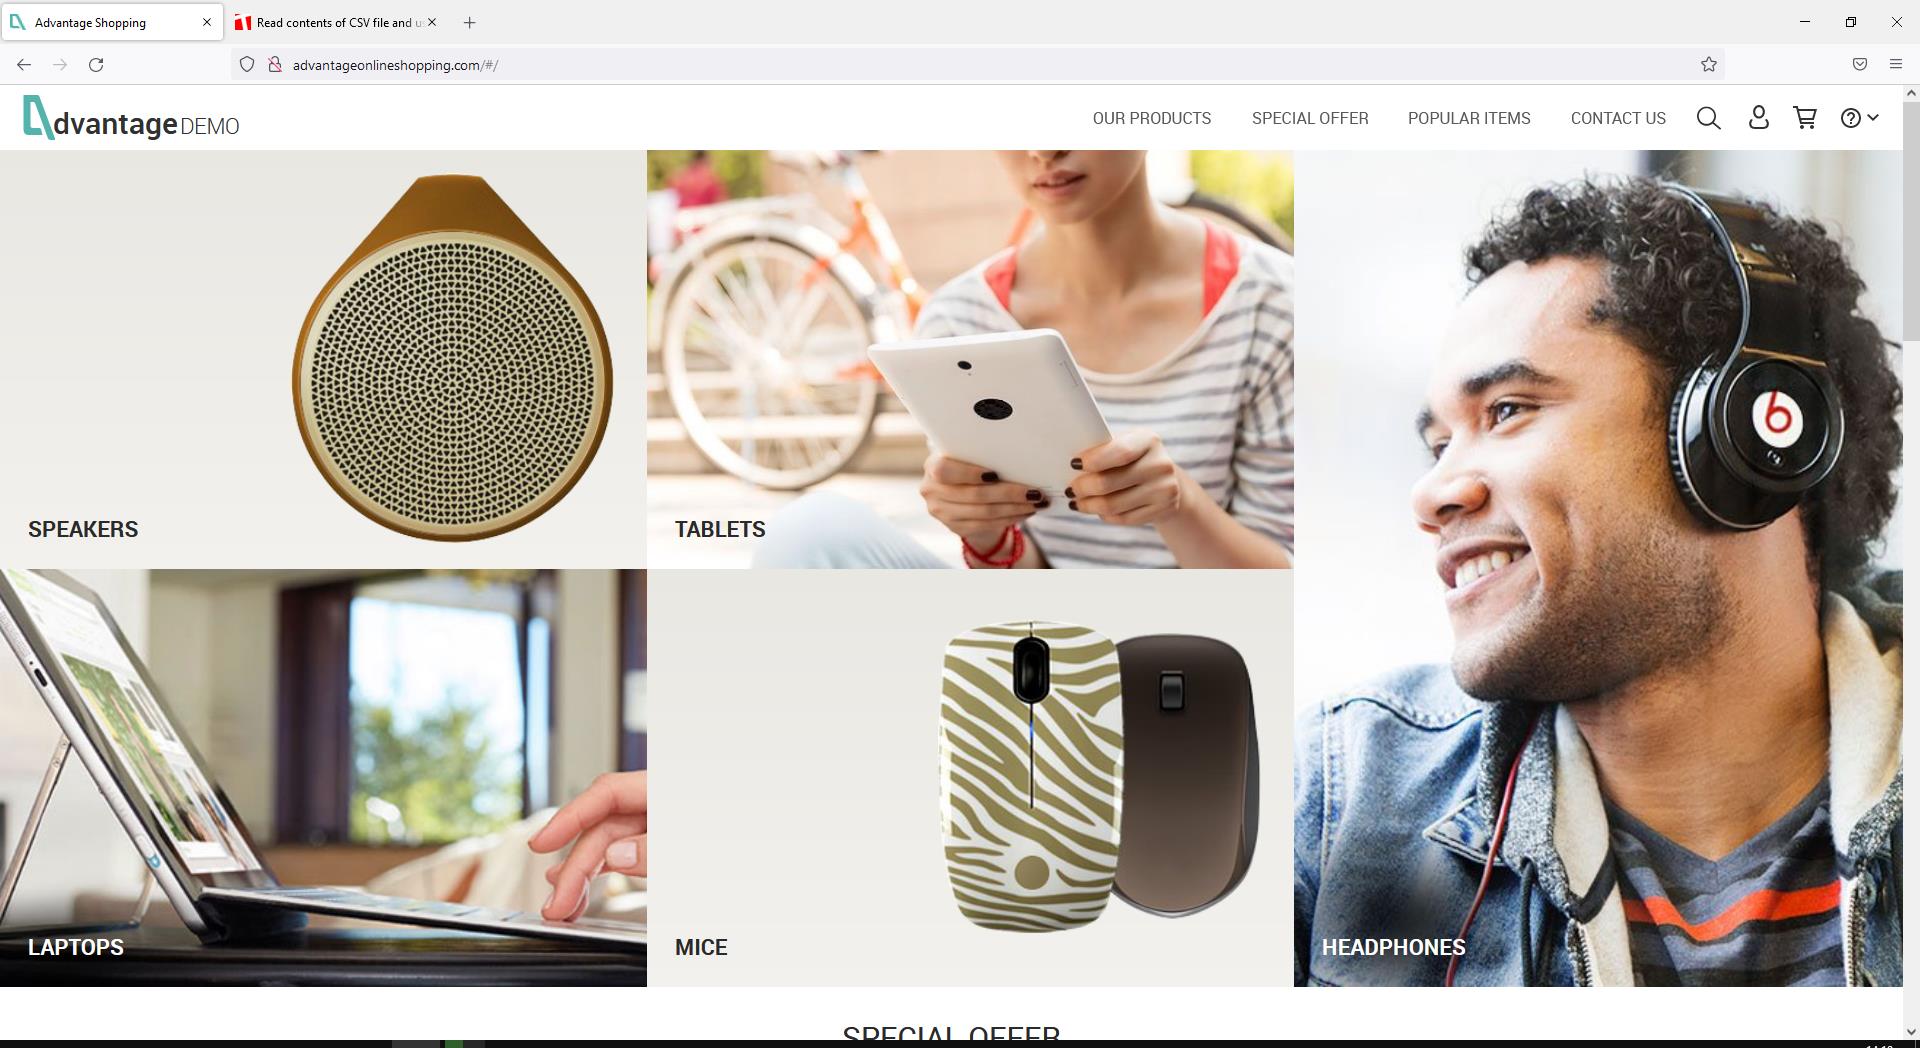 Advantage Shopping
Read contents of CSV file and
advantageonlineshopping.com/#/
dvantage DEMO
OUR PRODUCTS
SPECIAL OFFER
POPULAR ITEMS
CONTACT US
SPEAKERS
TABLETS
LAPTOPS
MICE
HEADPHONES
SPECIAL OFFER